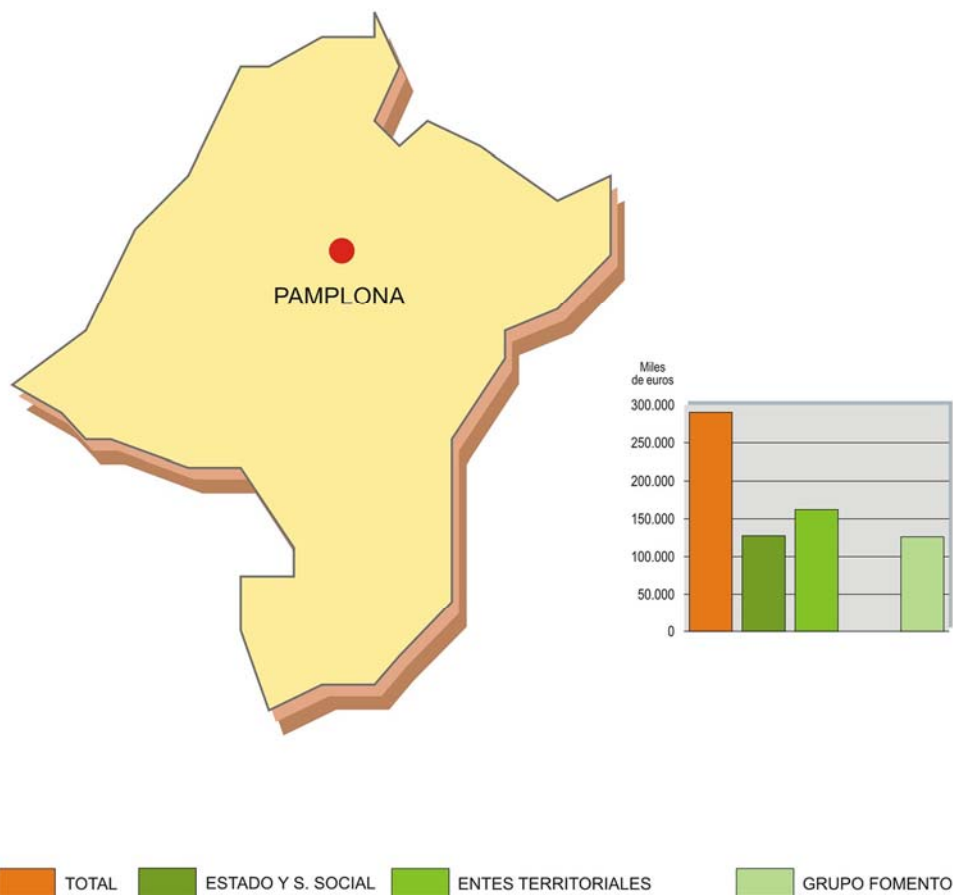 PAMPLONA
Miles
de euros
300.000
250.000
200.000
150.000
100.000
50.000
0
TOTAL
ESTADO Y S. SOCIAL
ENTES TERRITORIALES
GRUPO FOMENTO